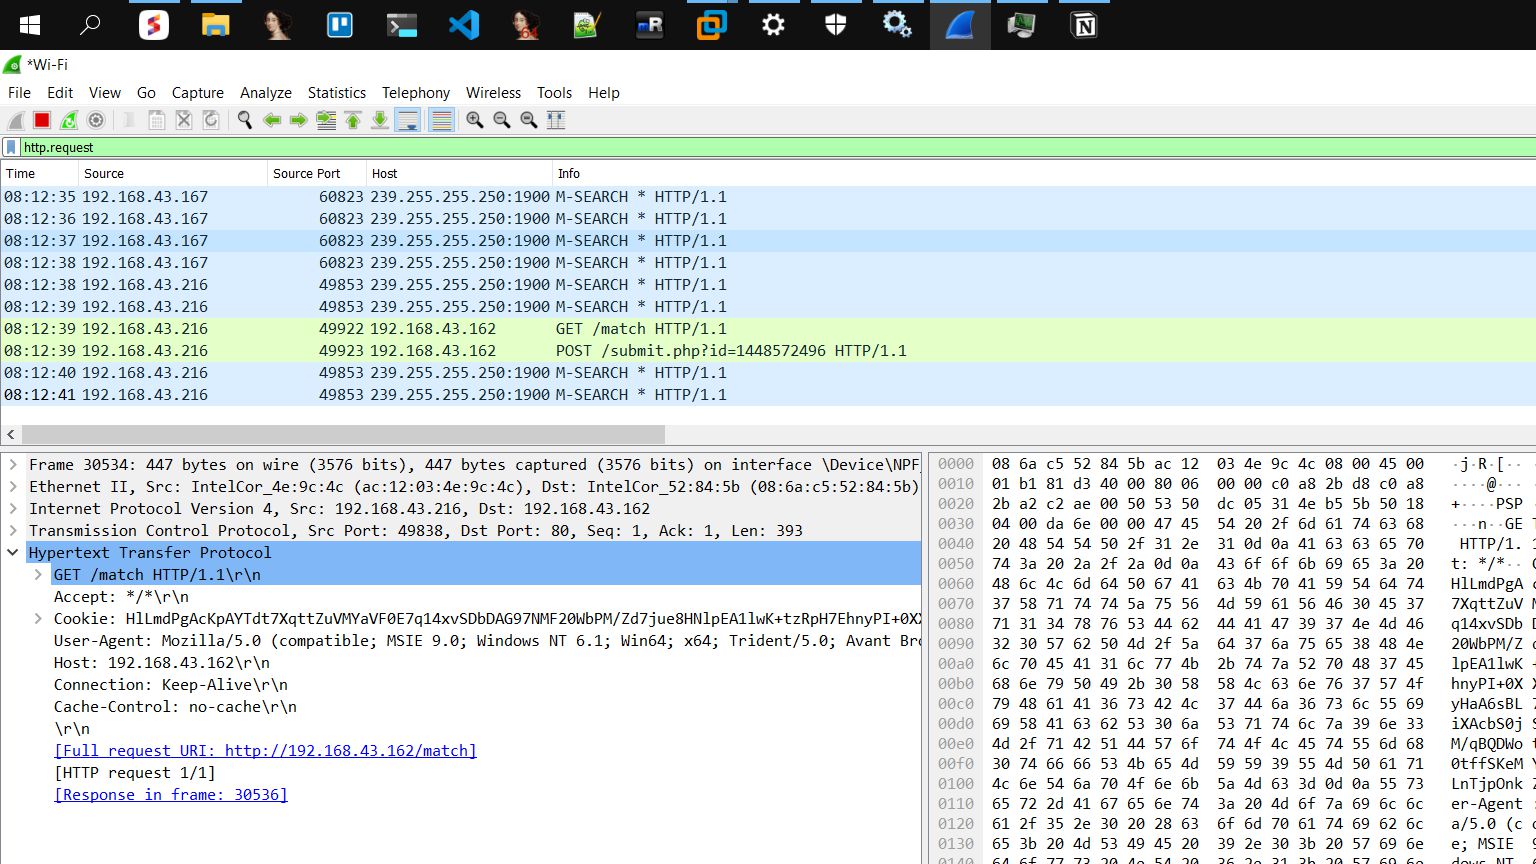 *Wi-Fi
File Edit View Go Capture Analyze Statistics Telephony Wireless Tools Help
http.request
Time Source Source Port Host Info
08:12:35 192.168.43.167 60823 239.255.255.250:1900 M-SEARCH * HTTP/1.1
08:12:36 192.168.43.167 60823 239.255.255.250:1900 M-SEARCH * HTTP/1.1
08:12:37 192.168.43.167 60823 239.255.255.250:1900 M-SEARCH * HTTP/1.1
08:12:38 192.168.43.167 60823 239.255.255.250:1900 M-SEARCH * HTTP/1.1
08:12:38 192.168.43.216 49853 239.255.255.250:1900 M-SEARCH * HTTP/1.1
08:12:39 192.168.43.216 49853 239.255.255.250:1900 M-SEARCH * HTTP/1.1
08:12:39 192.168.43.216 49922 192.168.43.162 GET /match HTTP/1.1
08:12:39 192.168.43.216 49923 192.168.43.162 POST /submit.php?id=1448572496 HTTP/1.1
08:12:40 192.168.43.216 49853 239.255.255.250:1900 M-SEARCH * HTTP/1.1
08:12:41 192.168.43.216 49853 239.255.255.250:1900 M-SEARCH * HTTP/1.1
Frame 30534: 447 bytes on wire (3576 bits), 447 bytes captured (3576 bits) on interface \Device\NPF_
Ethernet II, Src: IntelCor_4e:9c:4c (ac:12:03:4e:9c:4c), Dst: IntelCor_52:84:5b (08:6a:c5:52:84:5b)
Internet Protocol Version 4, Src: 192.168.43.216, Dst: 192.168.43.162
Transmission Control Protocol, Src Port: 49838, Dst Port: 80, Seq: 1, Ack: 1, Len: 393
Hypertext Transfer Protocol
GET /match HTTP/1.1\r\n
Accept: */*\r\n
Cookie: HlLmdPgAcKpAYTdt7XqttZuVMYaVF0E7q14xvSDbDAG97NMF20WbPM/Zd7jue8HNlpEA1lwK+tzRpH7EhnyPI+0XX
User-Agent: Mozilla/5.0 (compatible; MSIE 9.0; Windows NT 6.1; Win64; x64; Trident/5.0; Avant Bro
Host: 192.168.43.162\r\n
Connection: Keep-Alive\r\n
Cache-Control: no-cache\r\n
\r\n
[Full request URI: http://192.168.43.162/match]
[HTTP request 1/1]
[Response in frame: 30536]
0000 08 6a c5 52 84 5b ac 12 03 4e 9c 4c 08 00 45 00 ·j·R·[·
0010 01 b1 81 d3 40 00 80 06 00 00 c0 a8 2b d8 c0 a8 ····@···
0020 2b a2 c2 ae 00 50 53 50 dc 05 31 4e b5 5b 50 18 +····PSP
0030 04 00 da 6e 00 00 47 45 54 20 2f 6d 61 74 63 68 ···n··GE T
0040 20 48 54 54 50 2f 31 2e 31 0d 0a 41 63 63 65 70 HTTP/1. 1
0050 74 3a 20 2a 2f 2a 0d 0a 43 6f 6f 6b 69 65 3a 20 t: */*·· C
0060 48 6c 4c 6d 64 50 67 41 63 4b 70 41 59 54 64 74 HlLmdPgA c
0070 37 58 71 74 74 5a 75 56 4d 59 61 56 46 30 45 37 7XqttZuV M
0080 71 31 34 78 76 53 44 62 44 41 47 39 37 4e 4d 46 q14xvSDb D
0090 32 30 57 62 50 4d 2f 5a 64 37 6a 75 65 38 48 4e 20WbPM/Z d
00a0 6c 70 45 41 31 6c 77 4b 2b 74 7a 52 70 48 37 45 lpEA1lwK +
00b0 68 6e 79 50 49 2b 30 58 58 4c 63 6e 76 37 57 4f hnyPI+0X X
00c0 79 48 61 41 36 73 42 4c 37 44 6a 36 73 6c 55 69 yHaA6sBL 7
00d0 69 58 41 63 62 53 30 6a 53 71 74 6c 7a 39 6e 33 iXAcbS0j S
00e0 4d 2f 71 42 51 44 57 6f 74 4f 4c 45 74 55 6d 68 M/qBQDWo t
00f0 30 74 66 66 53 4b 65 4d 59 59 39 55 4d 50 61 71 0tffSKeM Y
0100 4c 6e 54 6a 70 4f 6e 6b 5a 4d 63 3d 0d 0a 55 73 LnTjpOnk Z
0110 65 72 2d 41 67 65 6e 74 3a 20 4d 6f 7a 69 6c 6c er-Agent :
0120 61 2f 35 2e 30 20 28 63 6f 6d 70 61 74 69 62 6c a/5.0 (c o
0130 65 3b 20 4d 53 49 45 20 39 2e 30 3b 20 57 69 6e e; MSIE 9
0140 64 6f 77 73 20 4e 54 20 36 2e 31 3b 20 57 69 6e dows NT 6